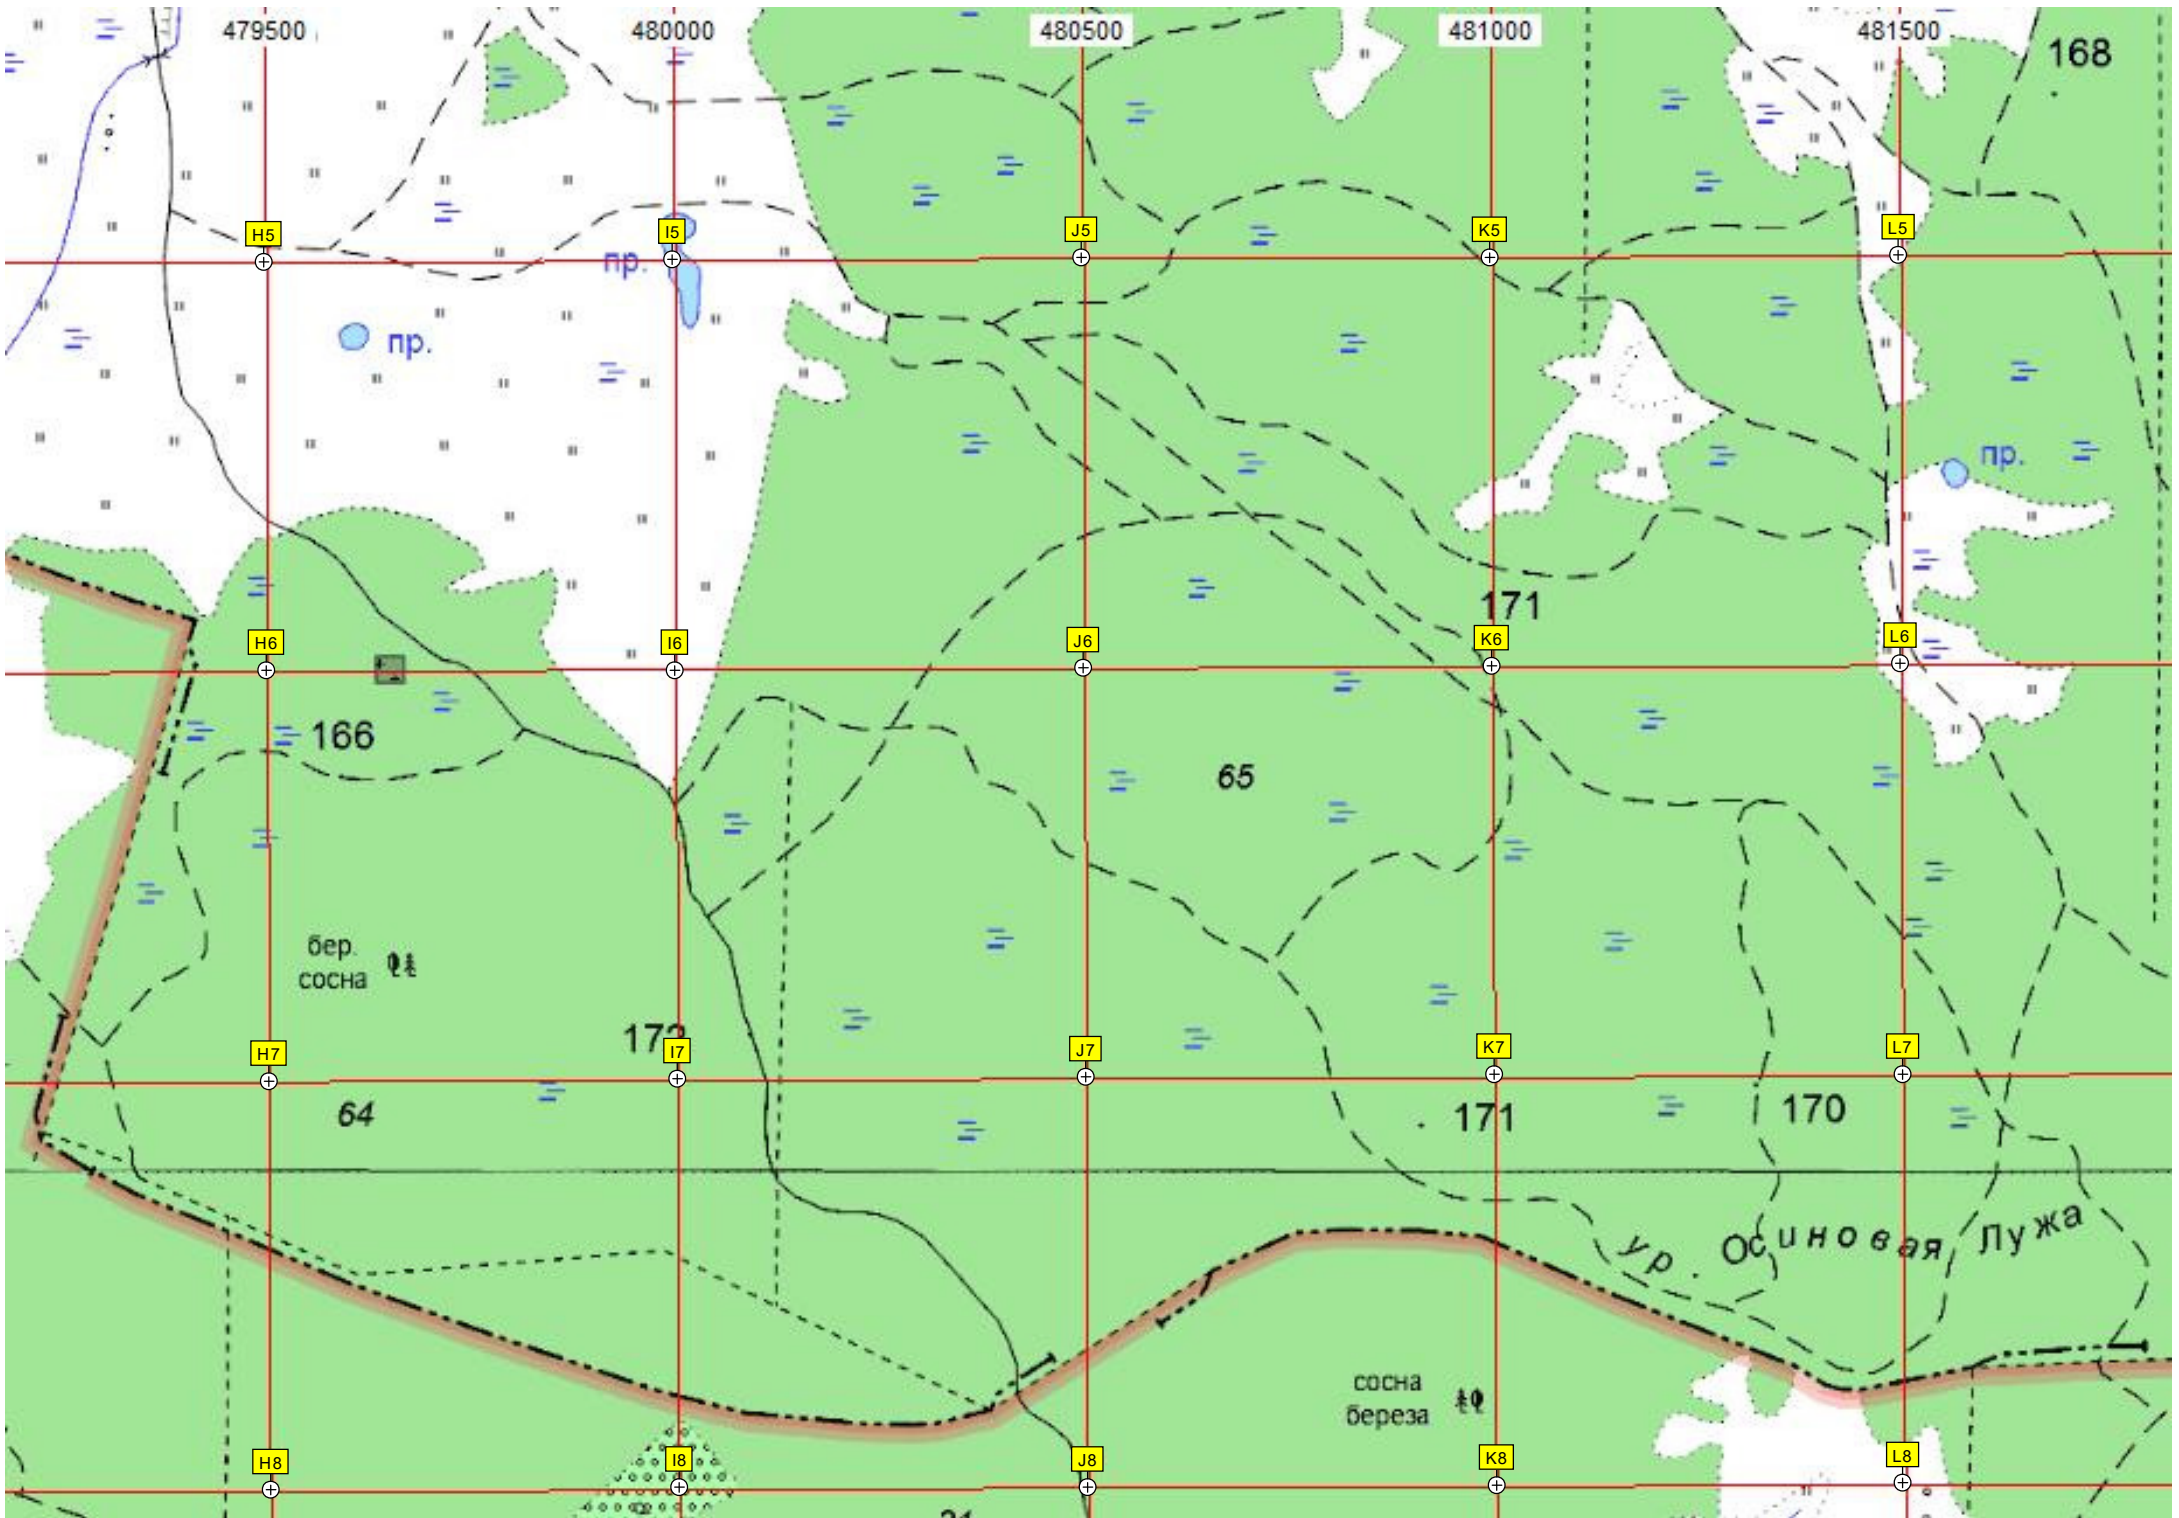 479500
480000
480500
481000
481500
168
H5
I5
J5
K5
L5
пр.
пр.
пр.
171
H6
I6
J6
K6
L6
166
65
бер.
сосна
172
H7
I7
J7
K7
L7
64
171
170
ур. Осиновая Лужа
сосна
береза
H8
I8
J8
K8
L8